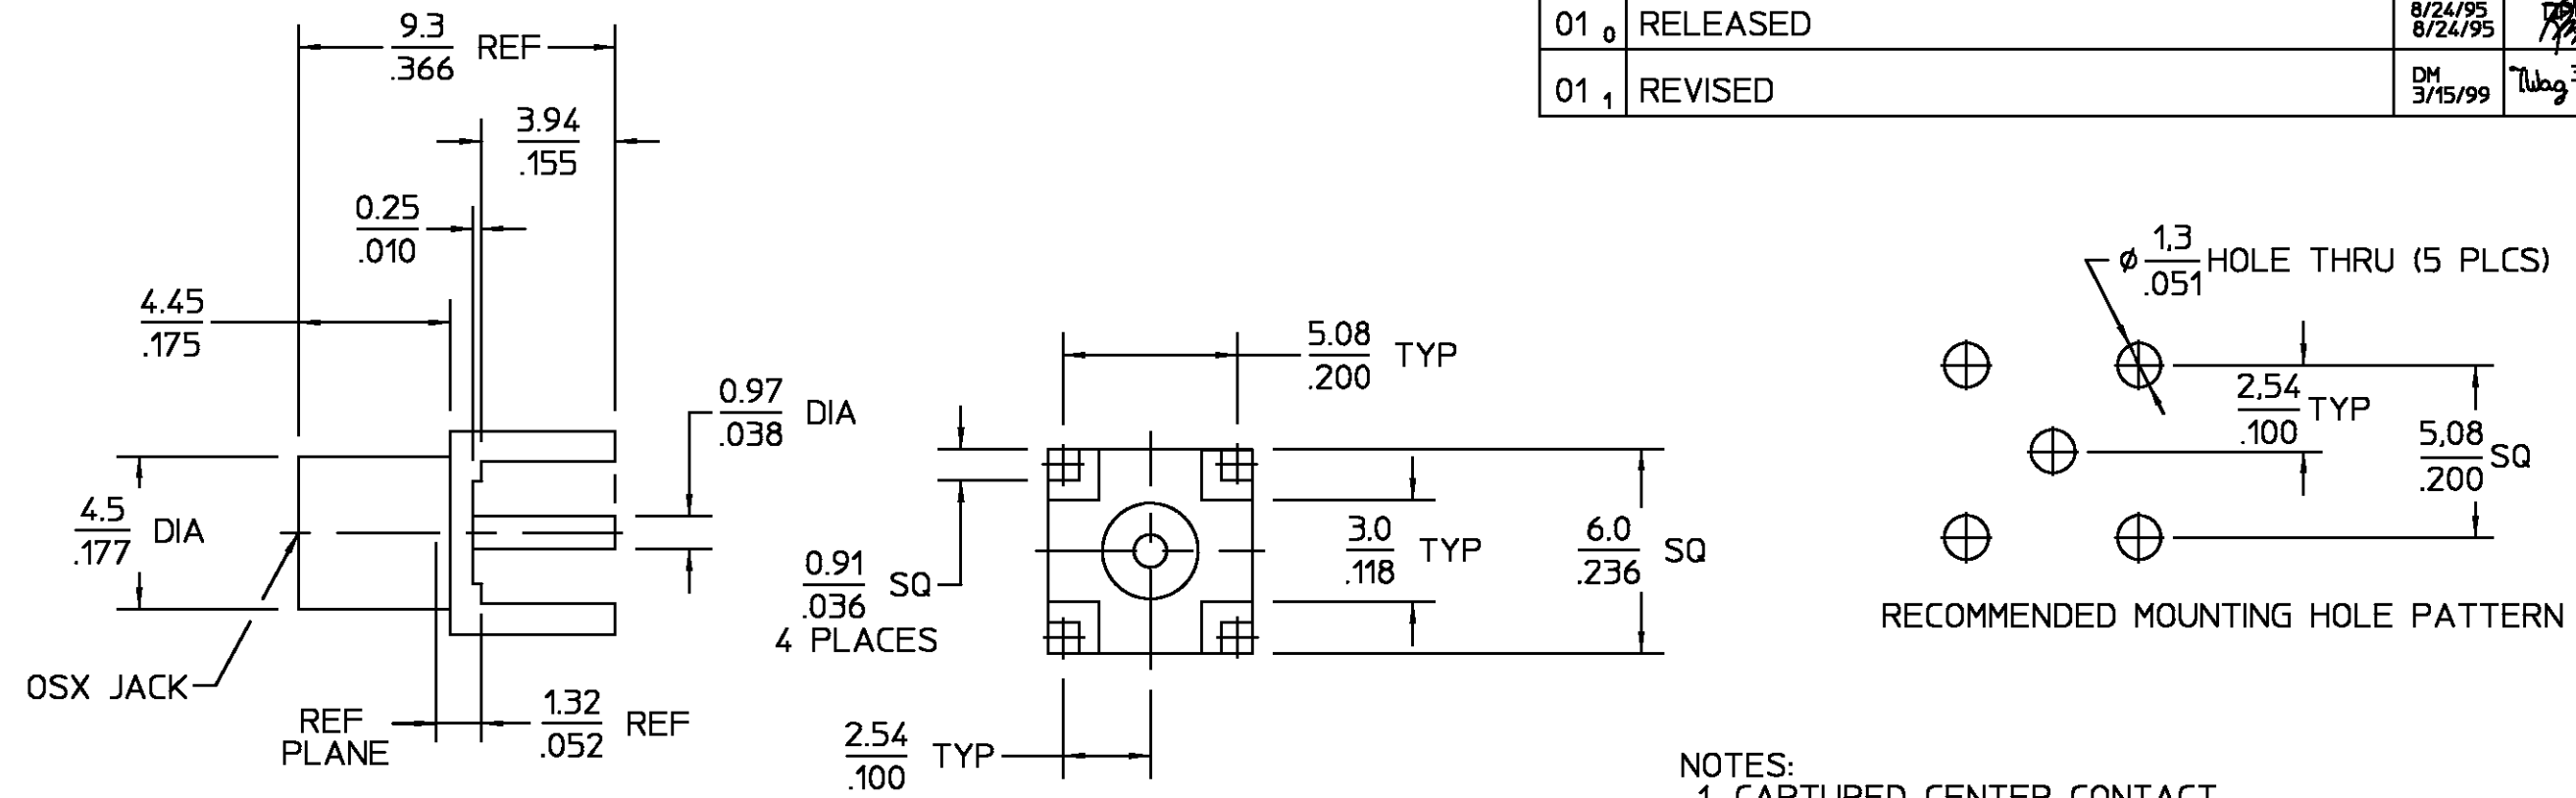 9.3 REF
.366
3.94
.155
0.25
.010
4.45
.175
0.97 DIA
.038
4.5 DIA
.177
OSX JACK
REF
PLANE
1.32 REF
.052
5.08 TYP
.200
0.91 SQ
.036
4 PLACES
3.0 TYP
.118
6.0 SQ
.236
2.54 TYP
.100
01 0 RELEASED 8/24/95
8/24/95
01 1 REVISED DM
3/15/99
ø 1,3 HOLE THRU (5 PLCS)
.051
2,54 TYP
.100
5,08 SQ
.200
RECOMMENDED MOUNTING HOLE PATTERN
NOTES:
1. CAPTURED CENTER CONTACT